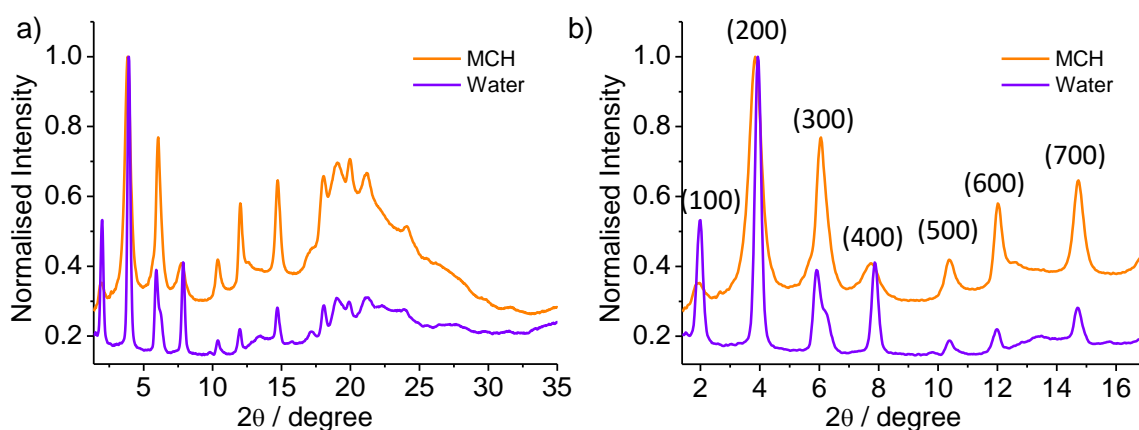 a)
MCH
Water
Normalised Intensity
1.0
0.8
0.6
0.4
0.2
5 10 15 20 25 30 35
2θ / degree
b)
(200)
MCH
Water
(300)
(700)
(600)
(100)
(400)
(500)
Normalised Intensity
1.0
0.8
0.6
0.4
0.2
2 4 6 8 10 12 14 16
2θ / degree